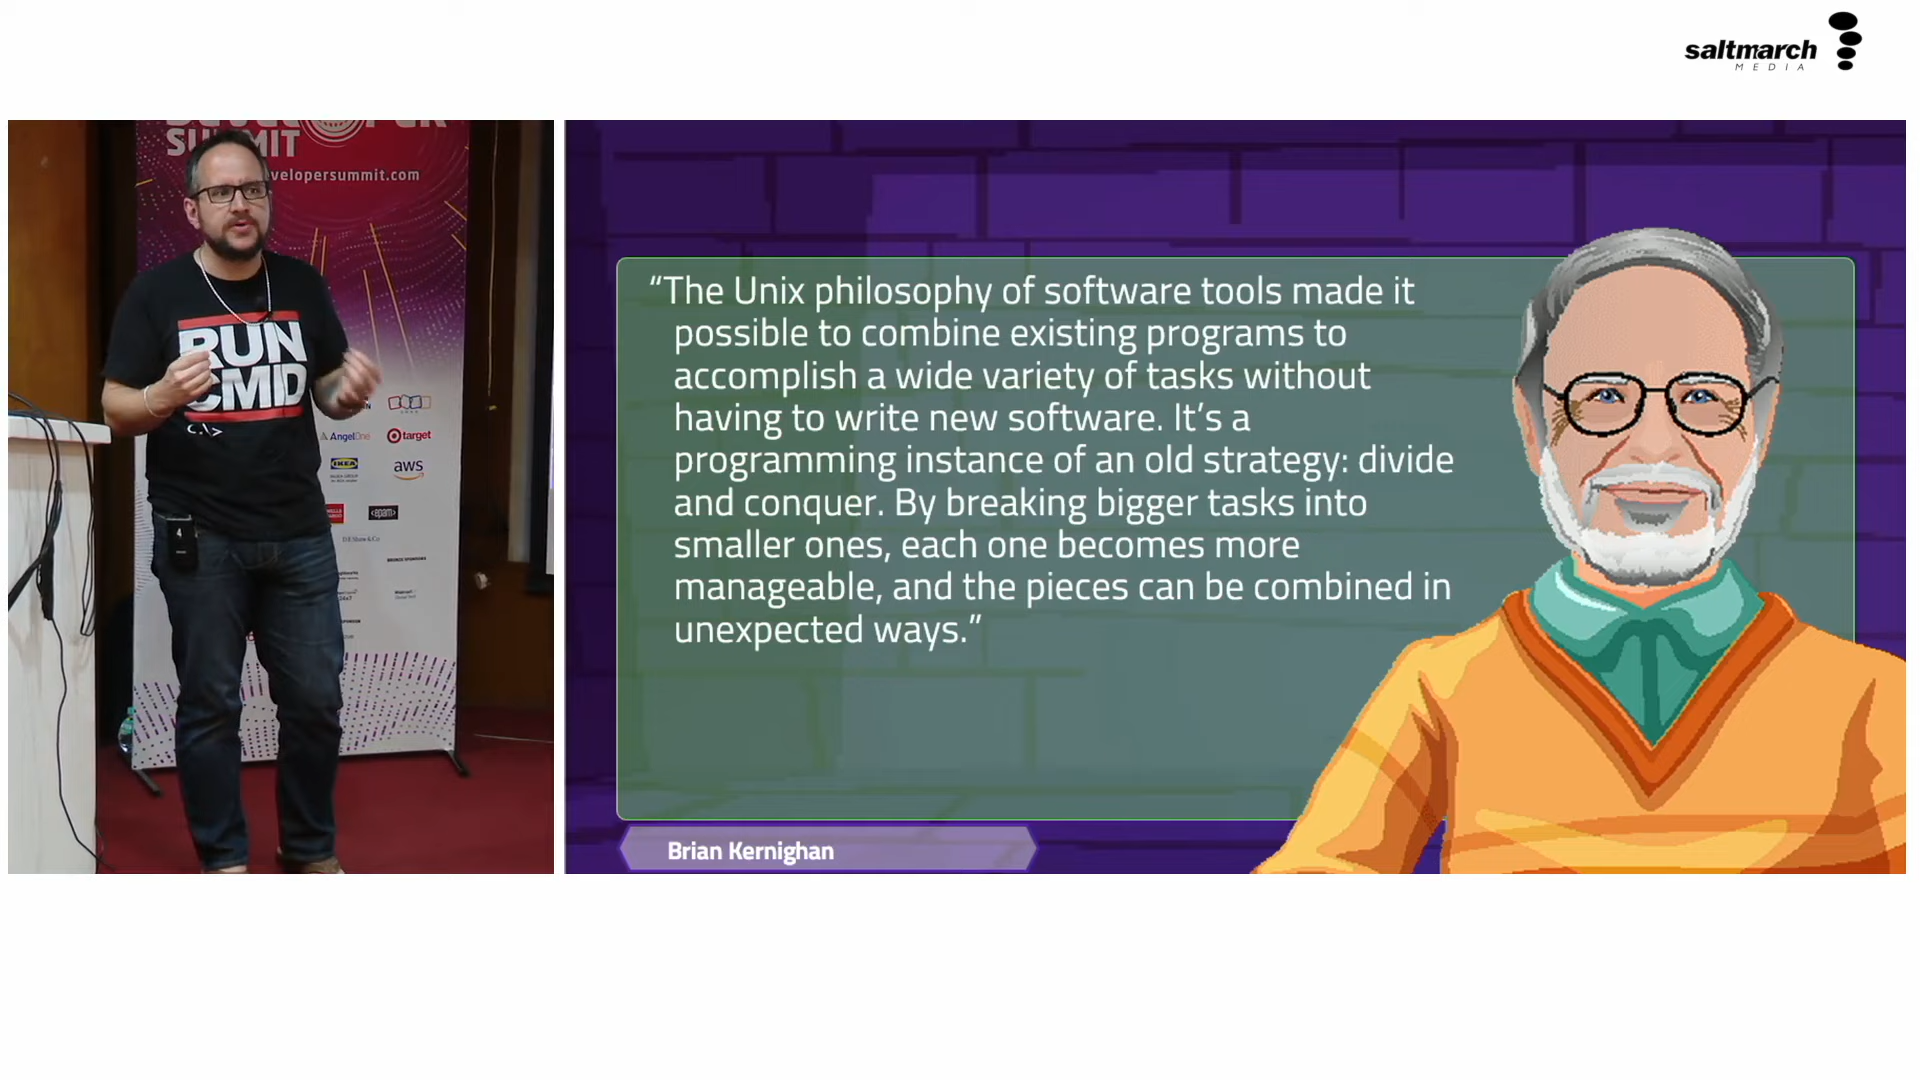 saltmarch
MEDIA
SUMMIT
velopersummit.com
RUN
CMD
C:\>
4
AngelOne
target
IKEA
aws
<epam>
D.E.Shaw & Co
“The Unix philosophy of software tools made it
possible to combine existing programs to
accomplish a wide variety of tasks without
having to write new software. It’s a
programming instance of an old strategy: divide
and conquer. By breaking bigger tasks into
smaller ones, each one becomes more
manageable, and the pieces can be combined in
unexpected ways.”
Brian Kernighan